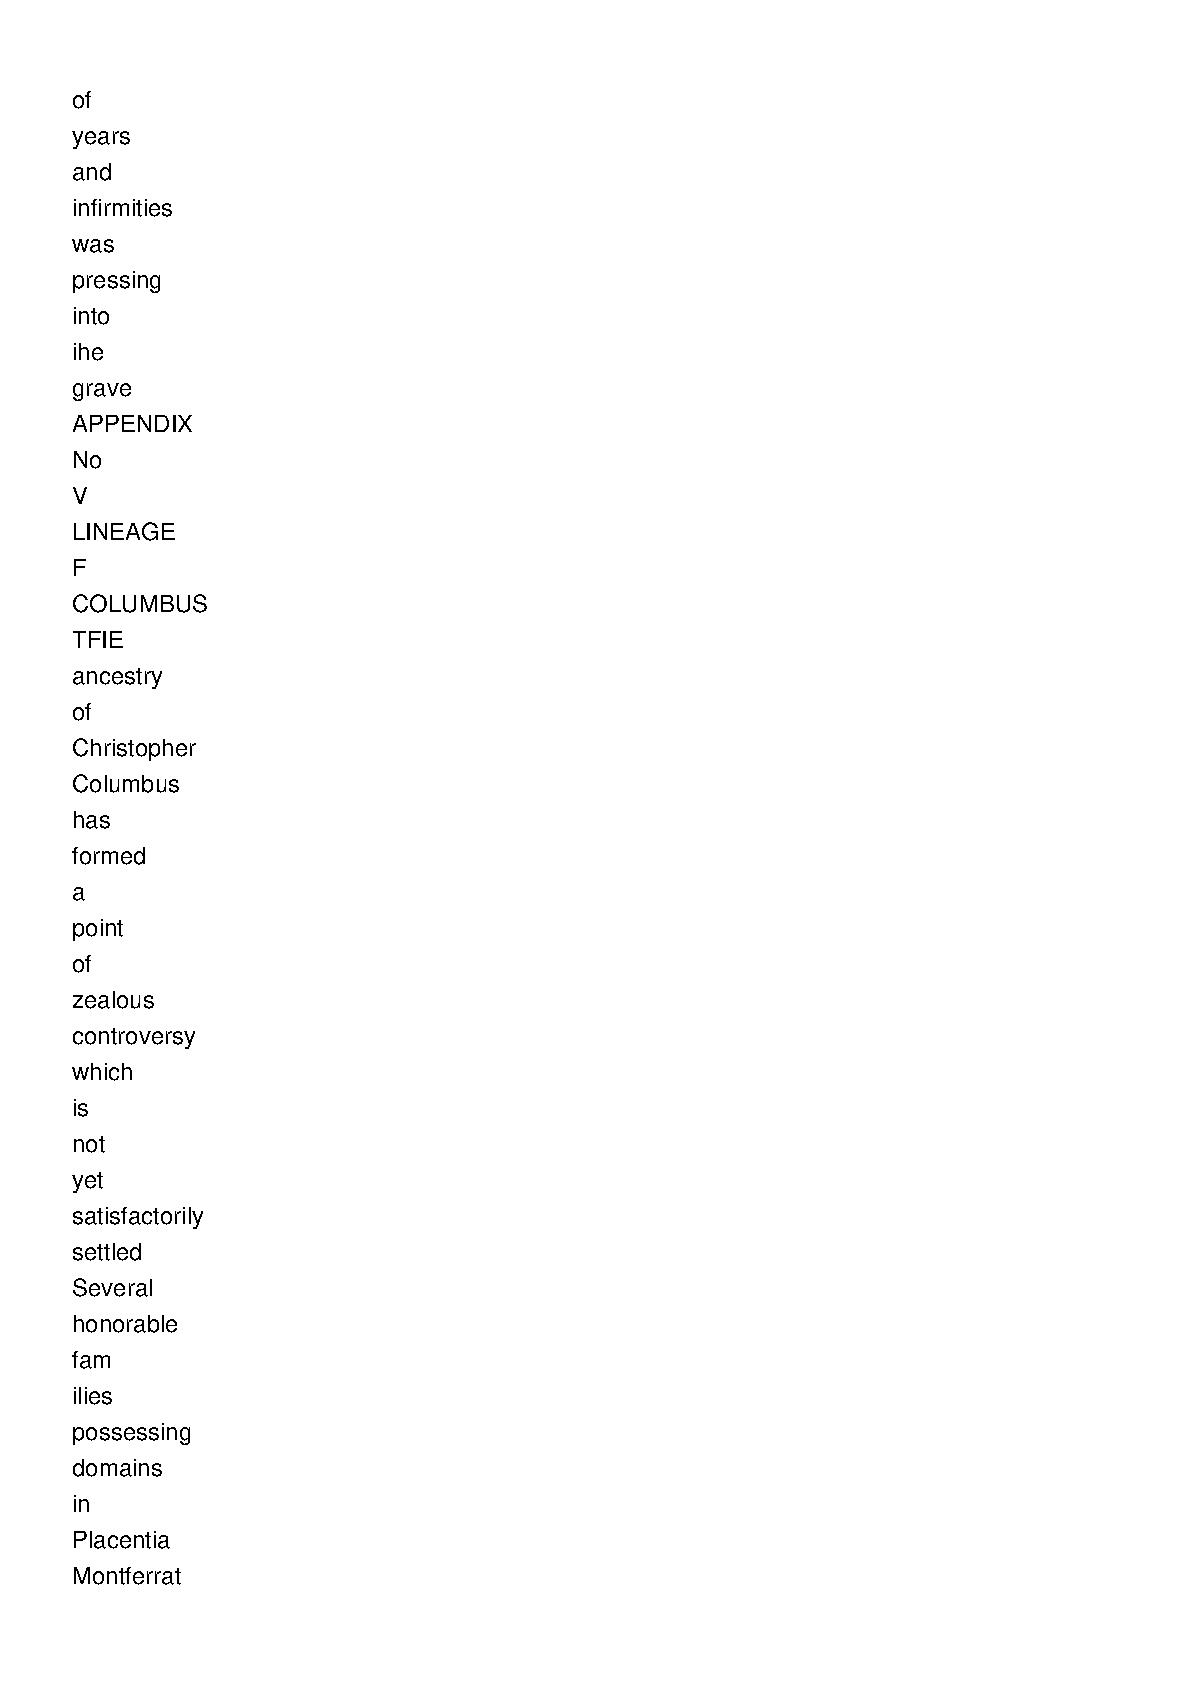 of
years
and
infirmities
was
pressing
into
ihe
grave
APPENDIX
No
V
LINEAGE
F
COLUMBUS
TFIE
ancestry
of
Christopher
Columbus
has
formed
a
point
of
zealous
controversy
which
is
not
yet
satisfactorily
settled
Several
honorable
fam
ilies
possessing
domains
in
Placentia
Montferrat